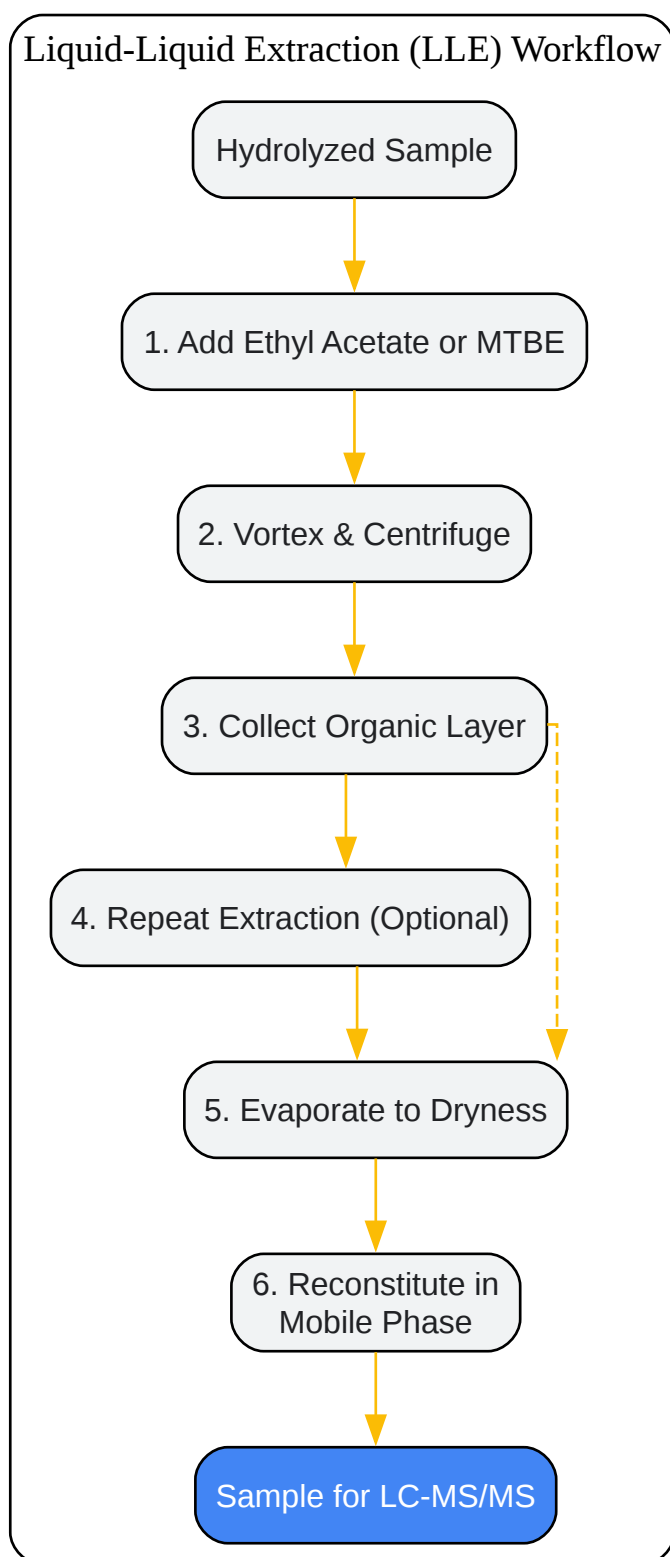 Liquid-Liquid Extraction (LLE) Workflow
Hydrolyzed Sample
1. Add Ethyl Acetate or MTBE
2. Vortex & Centrifuge
3. Collect Organic Layer
4. Repeat Extraction (Optional)
5. Evaporate to Dryness
6. Reconstitute in
Mobile Phase
Sample for LC-MS/MS